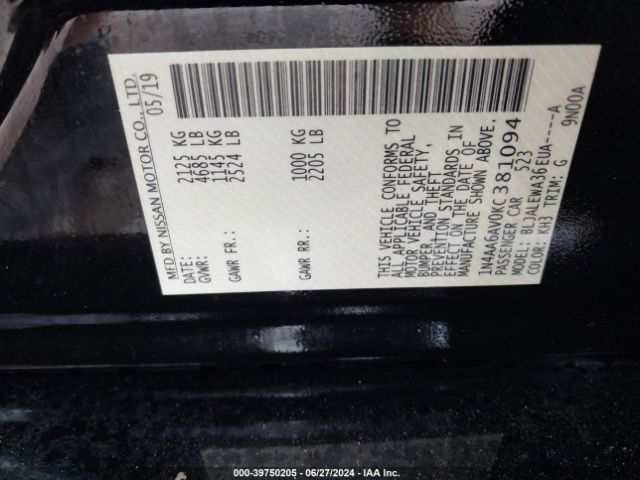 MFD BY NISSAN MOTOR CO., LTD.
05/19
2125 KG
GVWR: 4685 LB
1145 KG
GAWR FR: 2524 LB
1000 KG
GAWR RR: 2205 LB
THIS VEHICLE CONFORMS TO
ALL APPLICABLE FEDERAL
MOTOR VEHICLE SAFETY,
BUMPER, AND THEFT
PREVENTION STANDARDS IN
EFFECT ON THE DATE OF
MANUFACTURE SHOWN ABOVE.
1N4AA6AV0KC381094
PASSENGER CAR 523
MODEL: BLJALEWA36EUA----A
COLOR: KH3 TRIM: G 9N00A
000-39750205 - 06/27/2024 - IAA Inc.